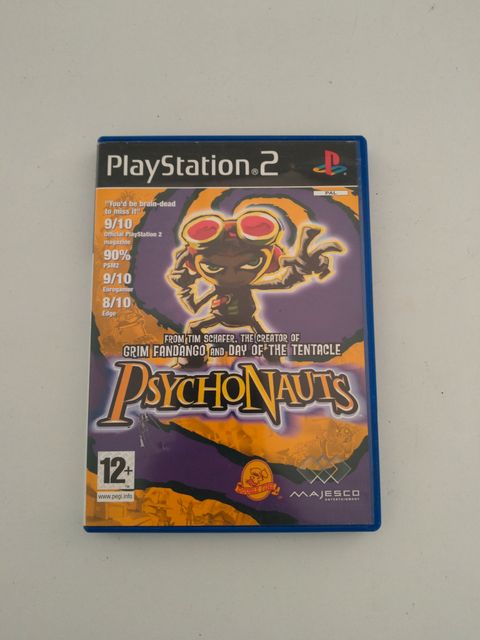 PlayStation®2
PAL
"You'd be brain-dead
to miss it!"
9/10
Official PlayStation 2
magazine
90%
PSM2
9/10
Eurogamer
8/10
Edge
FROM TIM SCHAFER, THE CREATOR OF
GRIM FANDANGO AND DAY OF THE TENTACLE
PSYCHONAUTS
12+
www.pegi.info
MAJESCO
ENTERTAINMENT